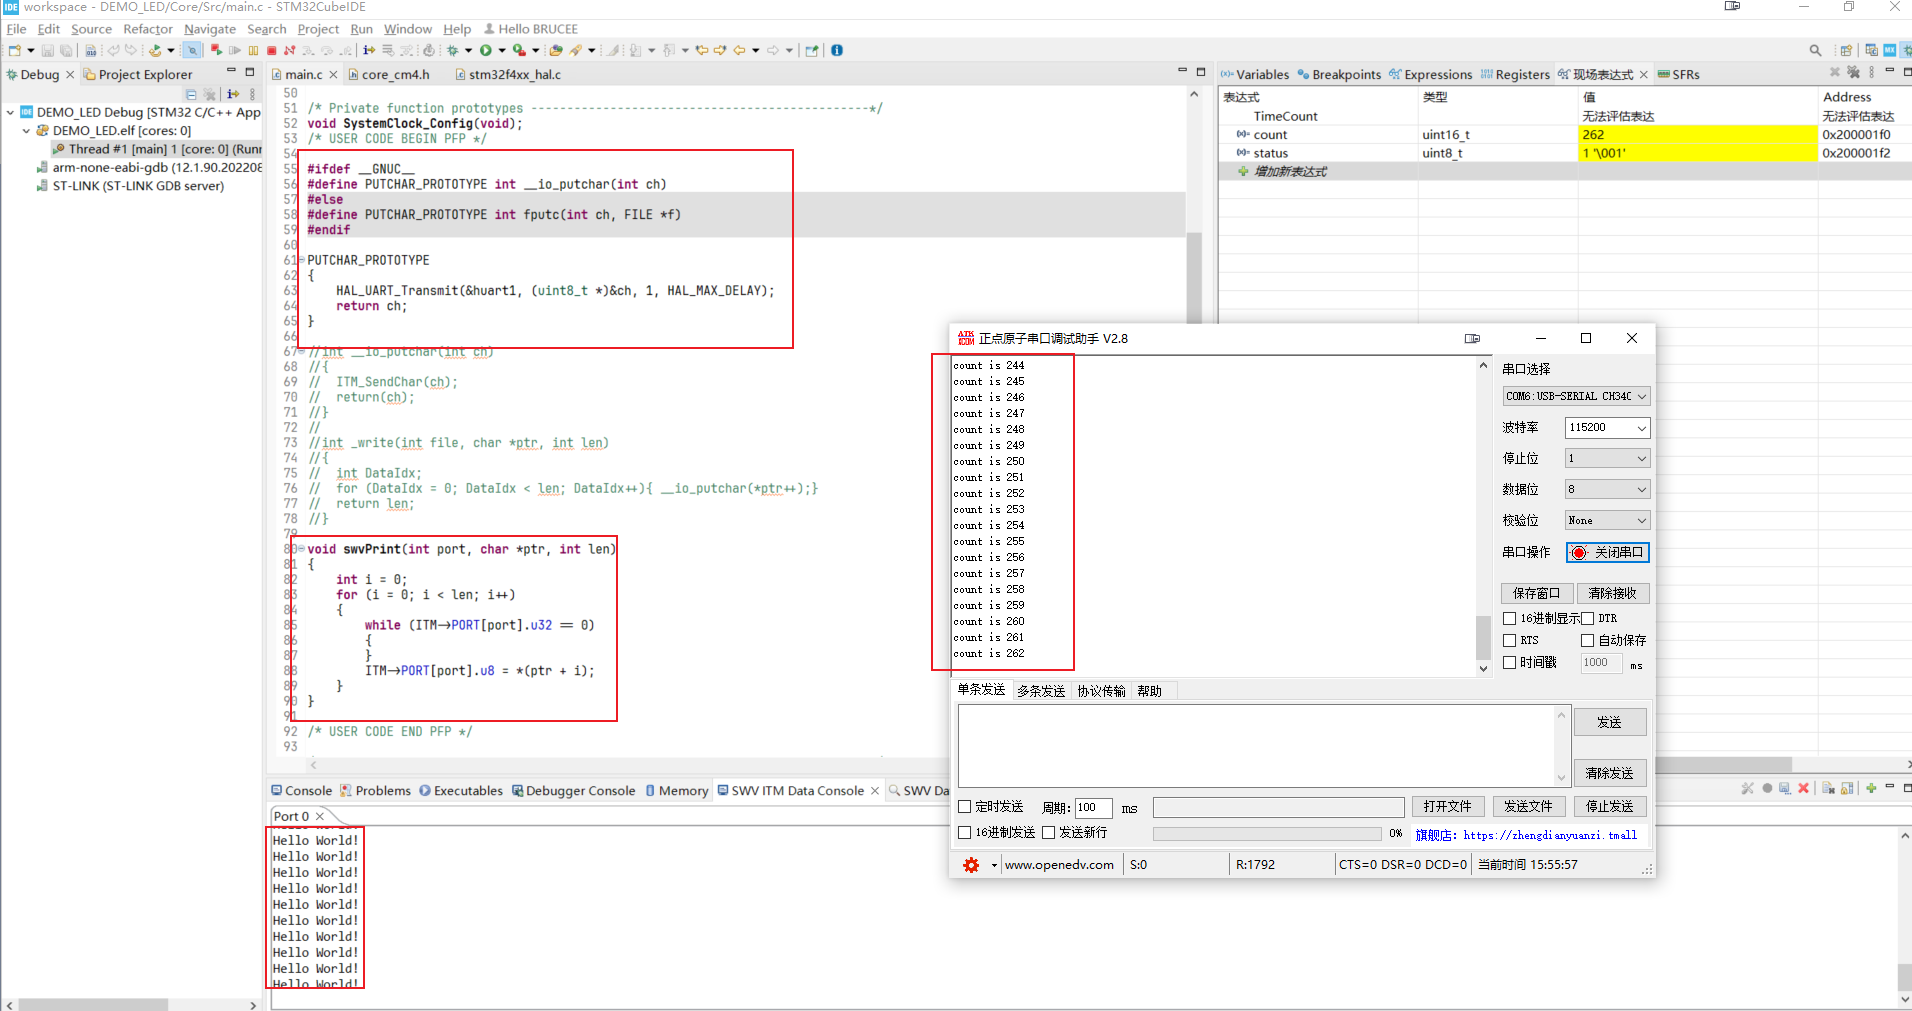 IDE workspace - DEMO_LED/Core/Src/main.c - STM32CubeIDE
File Edit Source Refactor Navigate Search Project Run Window Help Hello BRUCEE
Debug Project Explorer
DEMO_LED Debug [STM32 C/C++ App
DEMO_LED.elf [cores: 0]
Thread #1 [main] 1 [core: 0] (Runn
arm-none-eabi-gdb (12.1.90.202208
ST-LINK (ST-LINK GDB server)
main.c core_cm4.h stm32f4xx_hal.c
50
51 /* Private function prototypes -----------------------------------------------*/
52 void SystemClock_Config(void);
53 /* USER CODE BEGIN PFP */
54
55 #ifdef __GNUC__
56 #define PUTCHAR_PROTOTYPE int __io_putchar(int ch)
57 #else
58 #define PUTCHAR_PROTOTYPE int fputc(int ch, FILE *f)
59 #endif
60
61 PUTCHAR_PROTOTYPE
62 {
63 HAL_UART_Transmit(&huart1, (uint8_t *)&ch, 1, HAL_MAX_DELAY);
64 return ch;
65 }
66
67 //int __io_putchar(int ch)
68 //{
69 // ITM_SendChar(ch);
70 // return(ch);
71 //}
72 //
73 //int _write(int file, char *ptr, int len)
74 //{
75 // int DataIdx;
76 // for (DataIdx = 0; DataIdx < len; DataIdx++){ __io_putchar(*ptr++);}
77 // return len;
78 //}
79
80 void swvPrint(int port, char *ptr, int len)
81 {
82 int i = 0;
83 for (i = 0; i < len; i++)
84 {
85 while (ITM->PORT[port].u32 == 0)
86 {
87 }
88 ITM->PORT[port].u8 = *(ptr + i);
89 }
90 }
91
92 /* USER CODE END PFP */
93
Variables Breakpoints Expressions Registers 现场表达式 SFRs
表达式 类型 值 Address
TimeCount 无法评估表达 无法评估表达
count uint16_t 262 0x200001f0
status uint8_t 1 '\001' 0x200001f2
增加新表达式
ATK XCOM 正点原子串口调试助手 V2.8
count is 244
count is 245
count is 246
count is 247
count is 248
count is 249
count is 250
count is 251
count is 252
count is 253
count is 254
count is 255
count is 256
count is 257
count is 258
count is 259
count is 260
count is 261
count is 262
串口选择
COM6:USB-SERIAL CH340
波特率 115200
停止位 1
数据位 8
校验位 None
串口操作 关闭串口
保存窗口 清除接收
16进制显示 DTR
RTS 自动保存
时间戳 1000 ms
单条发送 多条发送 协议传输 帮助
发送
清除发送
定时发送 周期: 100 ms 打开文件 发送文件 停止发送
16进制发送 发送新行 0% 旗舰店: https://zhengdianyuanzi.tmall
www.openedv.com S:0 R:1792 CTS=0 DSR=0 DCD=0 当前时间 15:55:57
Console Problems Executables Debugger Console Memory SWV ITM Data Console SWV Da
Port 0
Hello World!
Hello World!
Hello World!
Hello World!
Hello World!
Hello World!
Hello World!
Hello World!
Hello World!
Hello World!
Hello World!